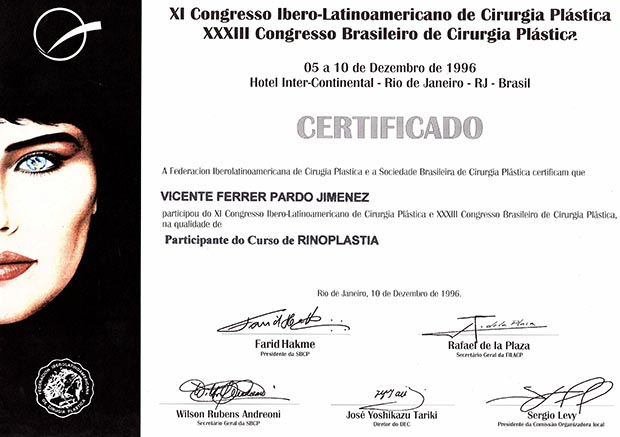 XI Congresso Ibero-Latinoamericano de Cirurgia Plástica
XXXIII Congresso Brasileiro de Cirurgia Plástica
05 a 10 de Dezembro de 1996
Hotel Inter-Continental - Rio de Janeiro - RJ - Brasil
CERTIFICADO
A Federacion Iberolatinoamericana de Cirugia Plastica e a Sociedade Brasileira de Cirurgia Plástica certificam que
VICENTE FERRER PARDO JIMENEZ
participou do XI Congresso Ibero-Latinoamericano de Cirurgia Plástica e XXXIII Congresso Brasileiro de Cirurgia Plástica,
na qualidade de
Participante do Curso de RINOPLASTIA
Rio de Janeiro, 10 de Dezembro de 1996.
Farid Hakme
Presidente da SBCP
Rafael de la Plaza
Secretário Geral da FILACP
Wilson Rubens Andreoni
Secretário Geral da SBCP
José Yoshikazu Tariki
Diretor do DEC
Sergio Levy
Presidente da Comissão Organizadora local